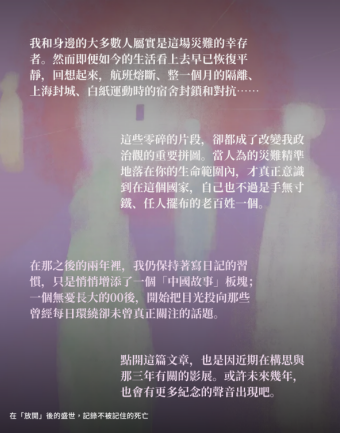 我和身邊的大多數人屬實是這場災難的幸存
者。然而即便如今的生活看上去早已恢復平
靜，回想起來，航班熔斷、整一個月的隔離、
上海封城、白紙運動時的宿舍封鎖和對抗⋯⋯
這些零碎的片段，卻都成了改變我政
治觀的重要拼圖。當人為的災難精準
地落在你的生命範圍內，才真正意識
到在這個國家，自己也不過是手無寸
鐵、任人擺布的老百姓一個。
在那之後的兩年裡，我仍保持著寫日記的習
慣，只是悄悄增添了一個「中國故事」板塊；
一個無憂長大的00後，開始把目光投向那些
曾經每日環繞卻未曾真正關注的話題。
點開這篇文章，也是因近期在構思與
那三年有關的影展。或許未來幾年，
也會有更多紀念的聲音出現吧。
在「放開」後的盛世，記錄不被記住的死亡